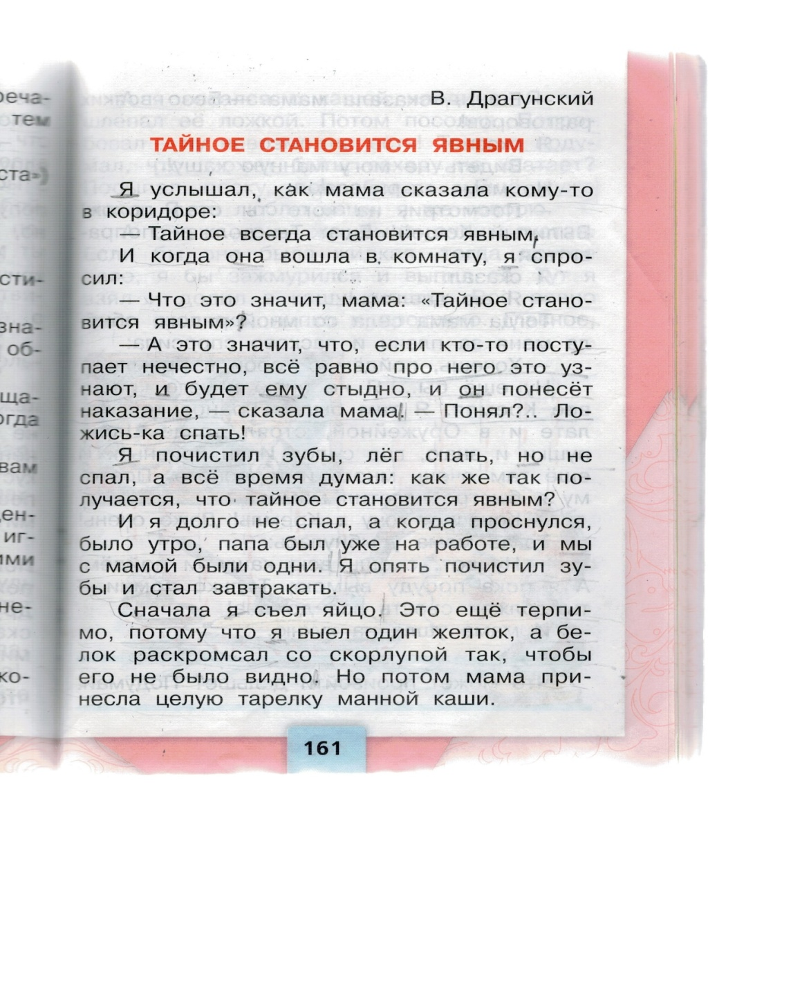 В. Драгунский
ТАЙНОЕ СТАНОВИТСЯ ЯВНЫМ
Я услышал, как мама сказала кому-то
в коридоре:
— Тайное всегда становится явным.
И когда она вошла в комнату, я спро-
сил:
— Что это значит, мама: «Тайное стано-
вится явным»?
— А это значит, что, если кто-то посту-
пает нечестно, всё равно про него это уз-
нают, и будет ему стыдно, и он понесёт
наказание, — сказала мама. — Понял?.. Ло-
жись-ка спать!
Я почистил зубы, лёг спать, но не
спал, а всё время думал: как же так по-
лучается, что тайное становится явным?
И я долго не спал, а когда проснулся,
было утро, папа был уже на работе, и мы
с мамой были одни. Я опять почистил зу-
бы и стал завтракать.
Сначала я съел яйцо. Это ещё терпи-
мо, потому что я выел один желток, а бе-
лок раскромсал со скорлупой так, чтобы
его не было видно. Но потом мама при-
несла целую тарелку манной каши.
161